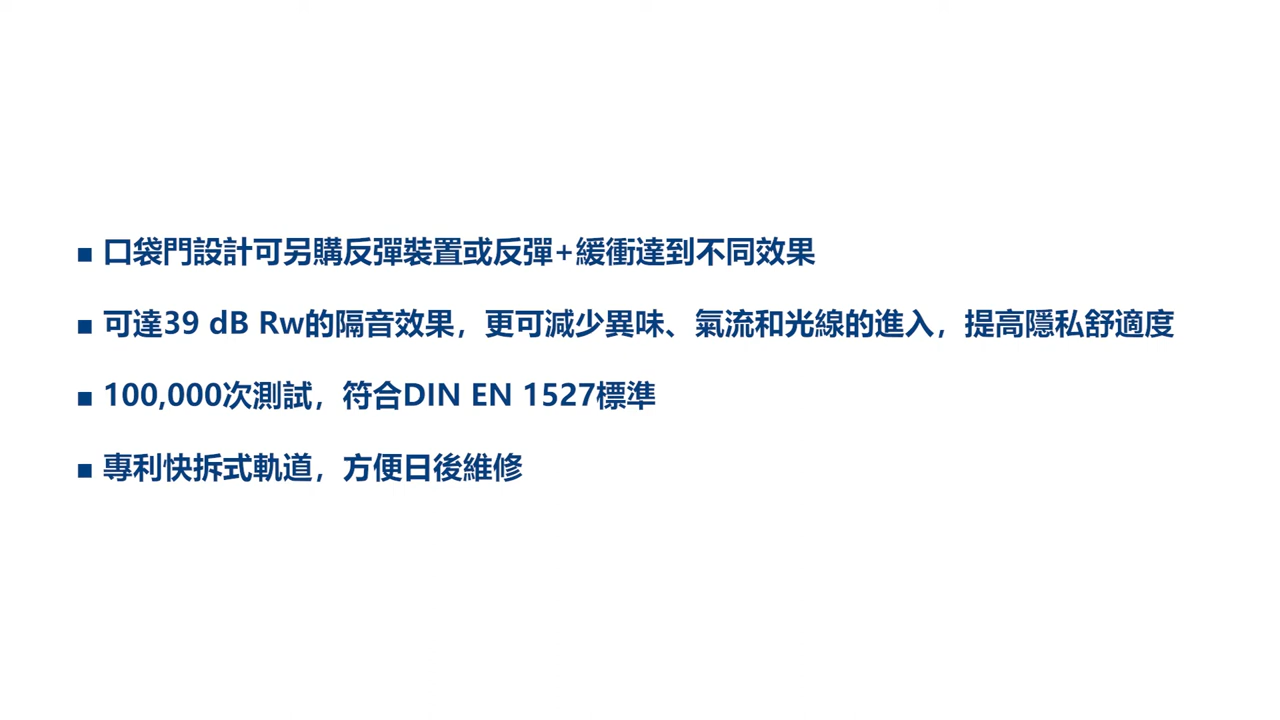 ▪ 口袋門設計可另購反彈裝置或反彈+緩衝達到不同效果
▪ 可達39 dB Rw的隔音效果，更可減少異味、氣流和光線的進入，提高隱私舒適度
▪ 100,000次測試，符合DIN EN 1527標準
▪ 專利快拆式軌道，方便日後維修